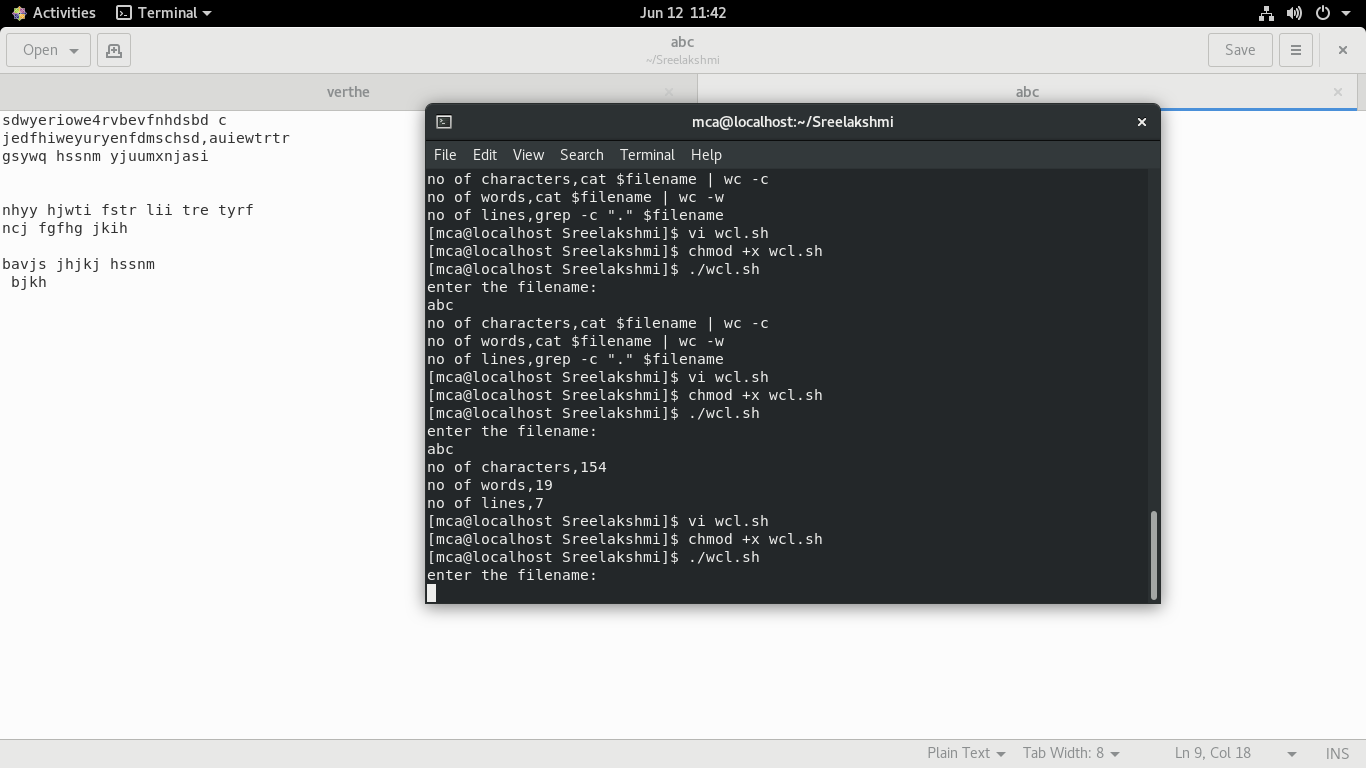 Activities Terminal Jun 12 11:42
Open abc Save
~/Sreelakshmi
verthe abc
sdwyeriowe4rvbevfnhdsbd c
jedfhiweyuryenfdmschsd,auiewtrtr
gsywq hssnm yjuumxnjasi
nhyy hjwti fstr lii tre tyrf
ncj fgfhg jkih
bavjs jhjkj hssnm
bjkh
mca@localhost:~/Sreelakshmi
File Edit View Search Terminal Help
no of characters,cat $filename | wc -c
no of words,cat $filename | wc -w
no of lines,grep -c "." $filename
[mca@localhost Sreelakshmi]$ vi wcl.sh
[mca@localhost Sreelakshmi]$ chmod +x wcl.sh
[mca@localhost Sreelakshmi]$ ./wcl.sh
enter the filename:
abc
no of characters,cat $filename | wc -c
no of words,cat $filename | wc -w
no of lines,grep -c "." $filename
[mca@localhost Sreelakshmi]$ vi wcl.sh
[mca@localhost Sreelakshmi]$ chmod +x wcl.sh
[mca@localhost Sreelakshmi]$ ./wcl.sh
enter the filename:
abc
no of characters,154
no of words,19
no of lines,7
[mca@localhost Sreelakshmi]$ vi wcl.sh
[mca@localhost Sreelakshmi]$ chmod +x wcl.sh
[mca@localhost Sreelakshmi]$ ./wcl.sh
enter the filename:
Plain Text Tab Width: 8 Ln 9, Col 18 INS